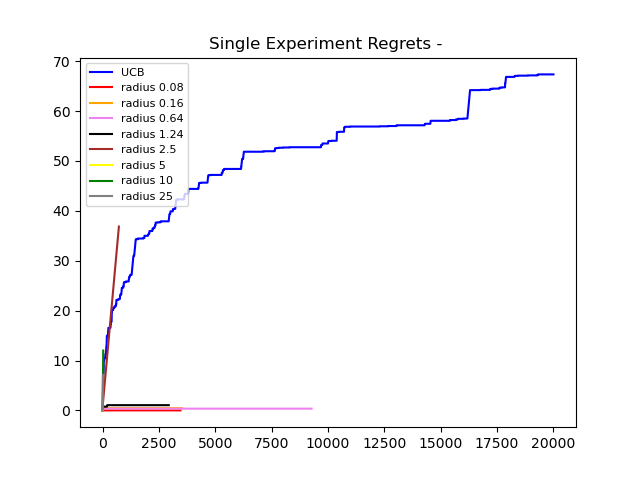 Single Experiment Regrets -
70
60
50
40
30
20
10
0
UCB
radius 0.08
radius 0.16
radius 0.64
radius 1.24
radius 2.5
radius 5
radius 10
radius 25
0 2500 5000 7500 10000 12500 15000 17500 20000